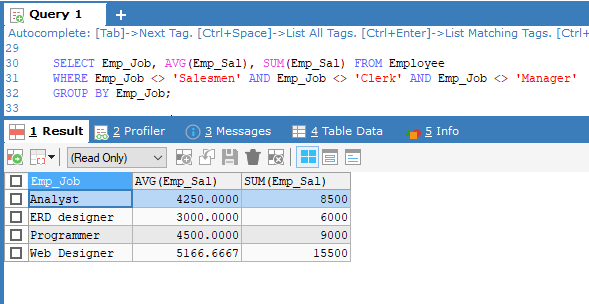 Query 1 +
Autocomplete: [Tab]->Next Tag. [Ctrl+Space]->List All Tags. [Ctrl+Enter]->List Matching Tags. [Ctrl+
29
30 SELECT Emp_Job, AVG(Emp_Sal), SUM(Emp_Sal) FROM Employee
31 WHERE Emp_Job <> 'Salesmen' AND Emp_Job <> 'Clerk' AND Emp_Job <> 'Manager'
32 GROUP BY Emp_Job;
33
1 Result 2 Profiler 3 Messages 4 Table Data 5 Info
(Read Only)
Emp_Job AVG(Emp_Sal) SUM(Emp_Sal)
Analyst 4250.0000 8500
ERD designer 3000.0000 6000
Programmer 4500.0000 9000
Web Designer 5166.6667 15500